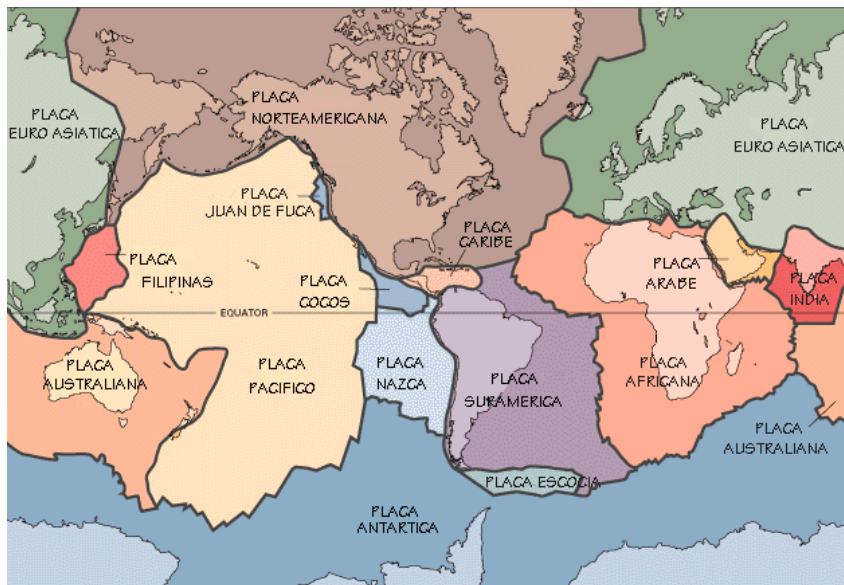 PLACA
NORTEAMERICANA
PLACA
EURO ASIATICA
PLACA
EURO ASIATICA
PLACA
JUAN DE FUCA
PLACA
CARIBE
PLACA
FILIPINAS
PLACA
COCOS
PLACA
ARABE
PLACA
INDIA
EQUATOR
PLACA
AUSTRALIANA
PLACA
PACIFICO
PLACA
NAZCA
PLACA
SURAMERICA
PLACA
AFRICANA
PLACA
AUSTRALIANA
PLACA ESCOCIA
PLACA
ANTARTICA